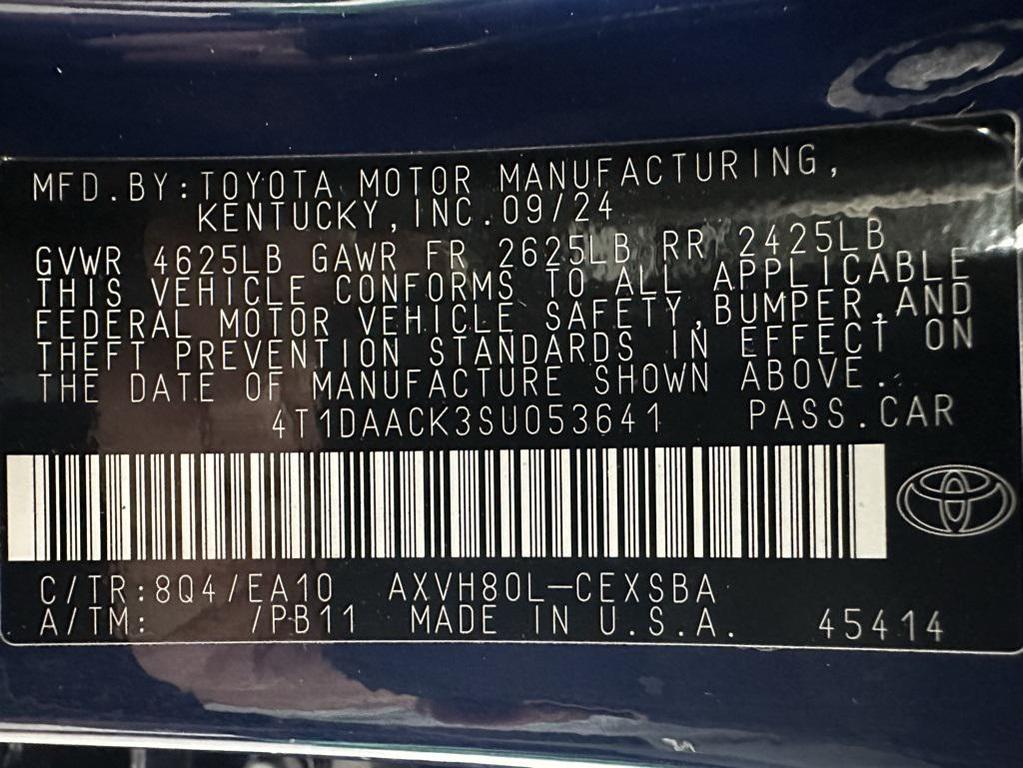 MFD.BY:TOYOTA MOTOR MANUFACTURING,
KENTUCKY,INC.09/24
GVWR 4625LB GAWR FR 2625LB RR 2425LB
THIS VEHICLE CONFORMS TO ALL APPLICABLE
FEDERAL MOTOR VEHICLE SAFETY,BUMPER,AND
THEFT PREVENTION STANDARDS IN EFFECT ON
THE DATE OF MANUFACTURE SHOWN ABOVE.
4T1DAACK3SU053641 PASS.CAR
C/TR:8Q4/EA10 AXVH80L-CEXSBA
A/TM: /PB11 MADE IN U.S.A. 45414